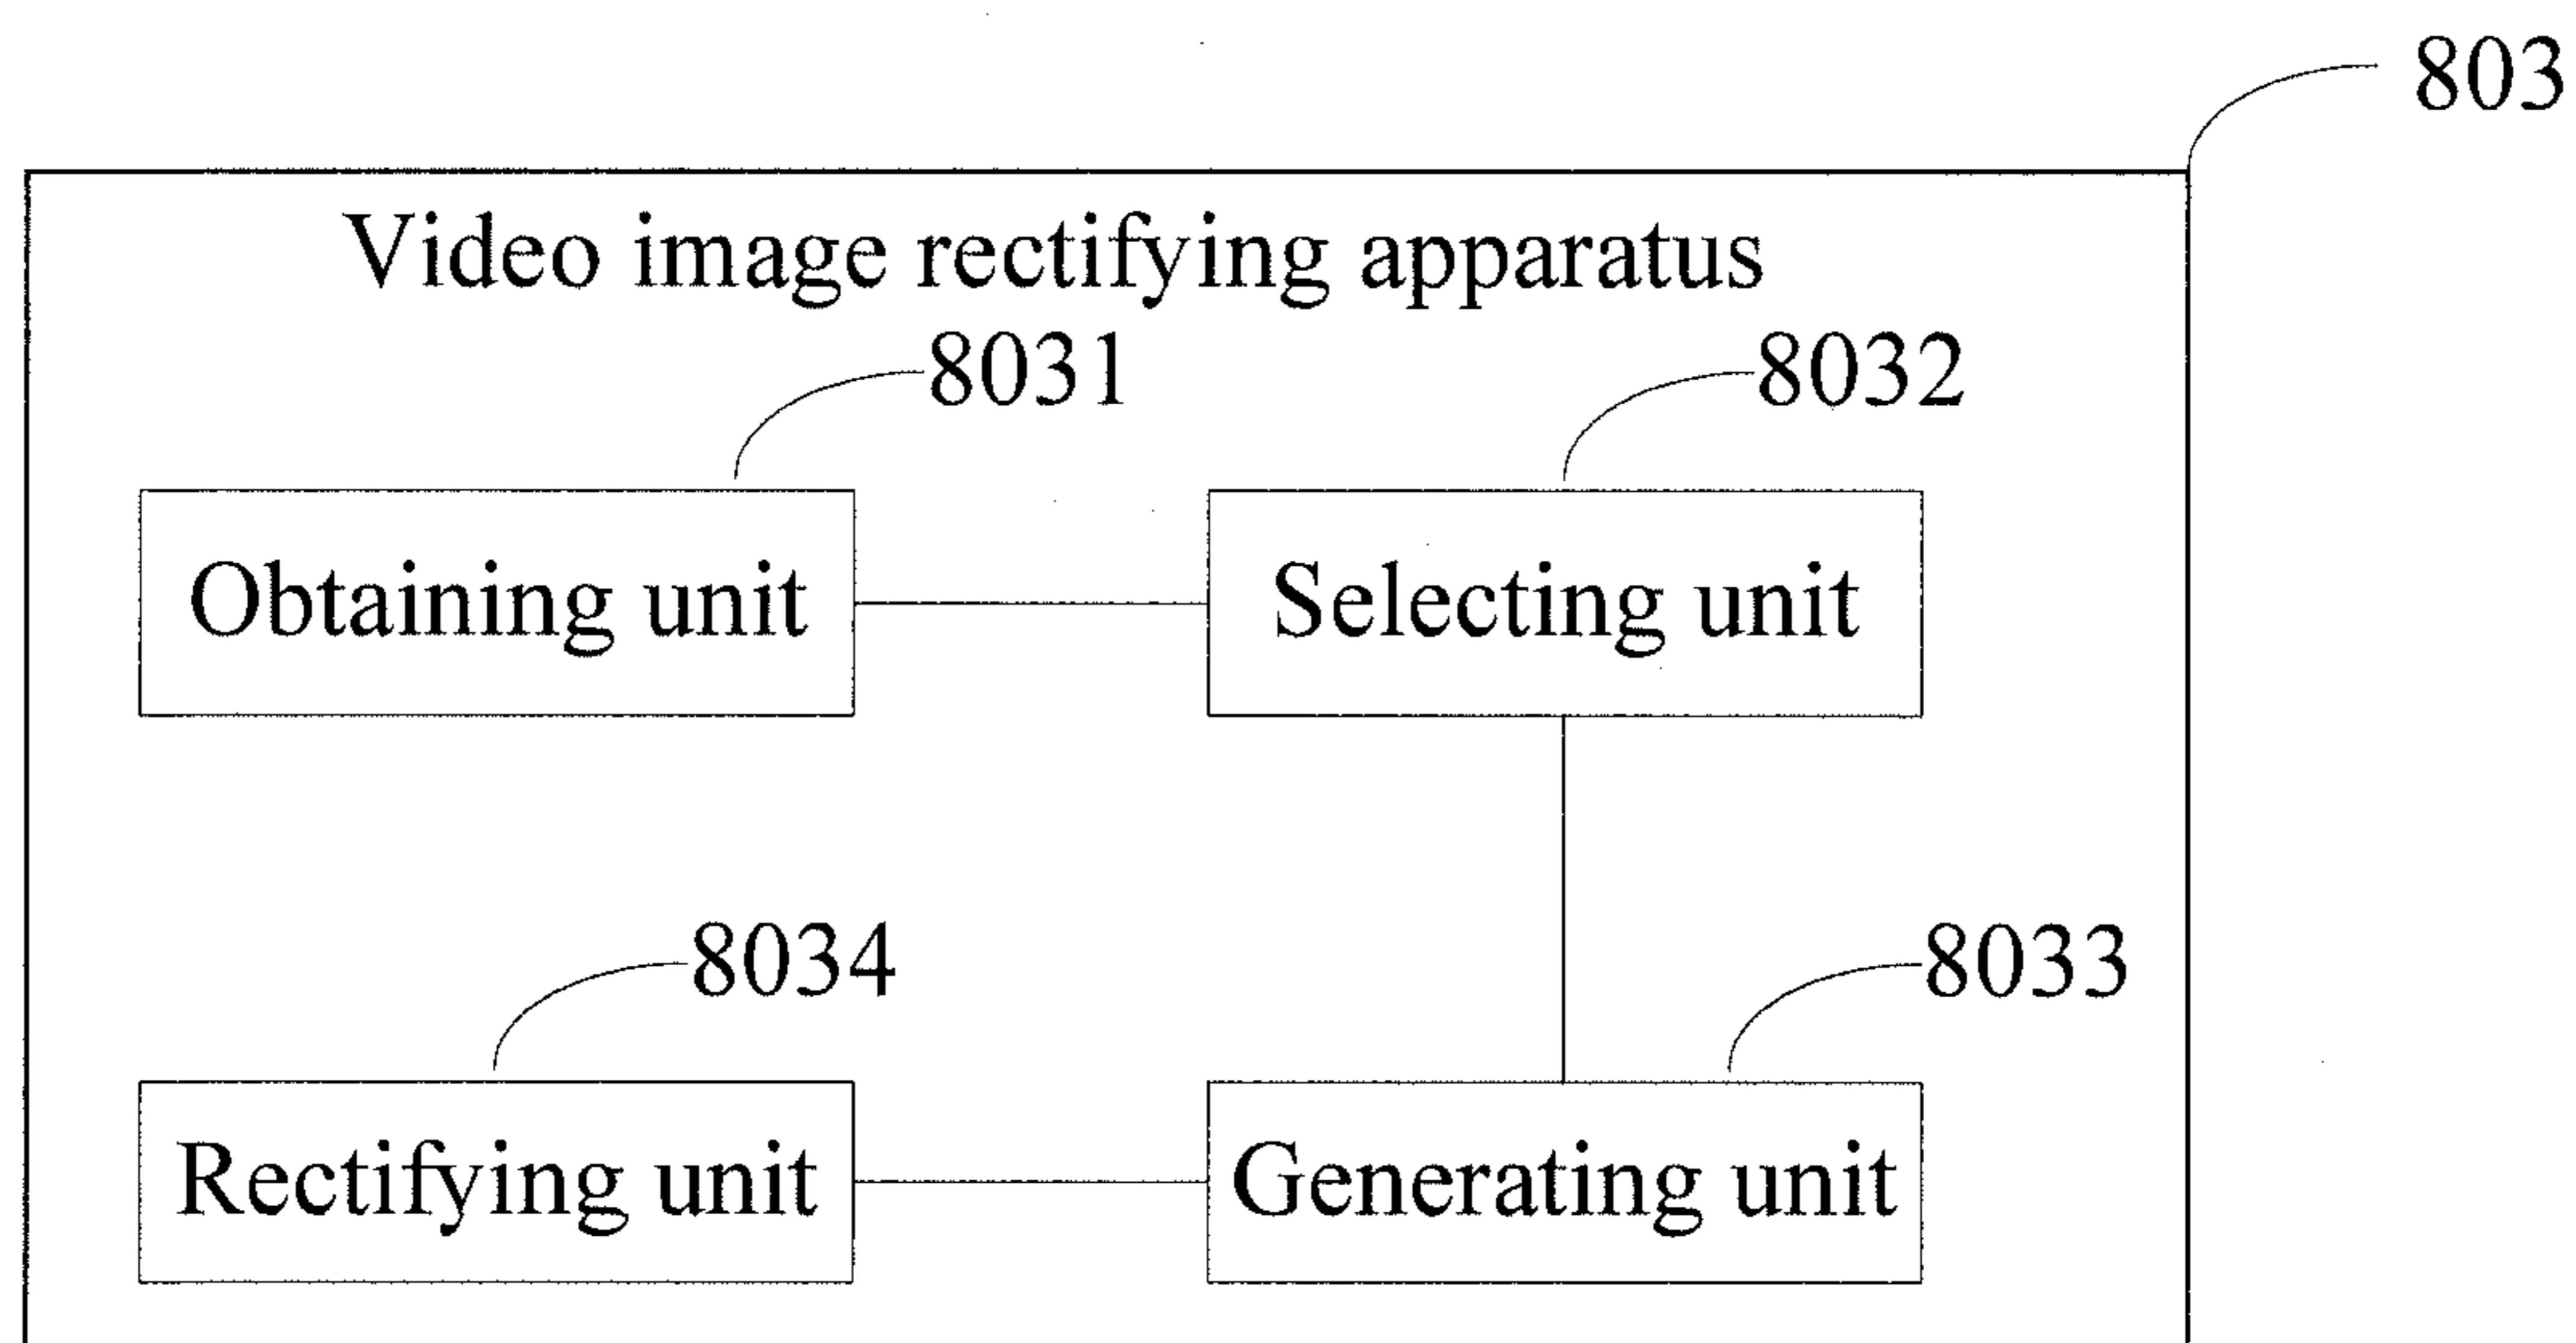 803
Video image rectifying apparatus
8031
8032
Obtaining unit
Selecting unit
8034
8033
Rectifying unit
Generating unit